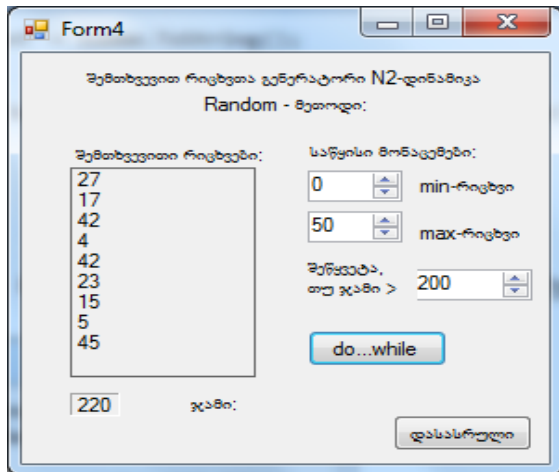 Form4
შემთხვევით რიცხვთა გენერატორი N2-დინამიკა
Random - მეთოდი:
შემთხვევითი რიცხვები:
27
17
42
4
42
23
15
5
45
220
ჯამი:
საწყისი მონაცემები:
0
min-რიცხვი
50
max-რიცხვი
შეწყვეტა,
თუ ჯამი >
200
do...while
დასასრული